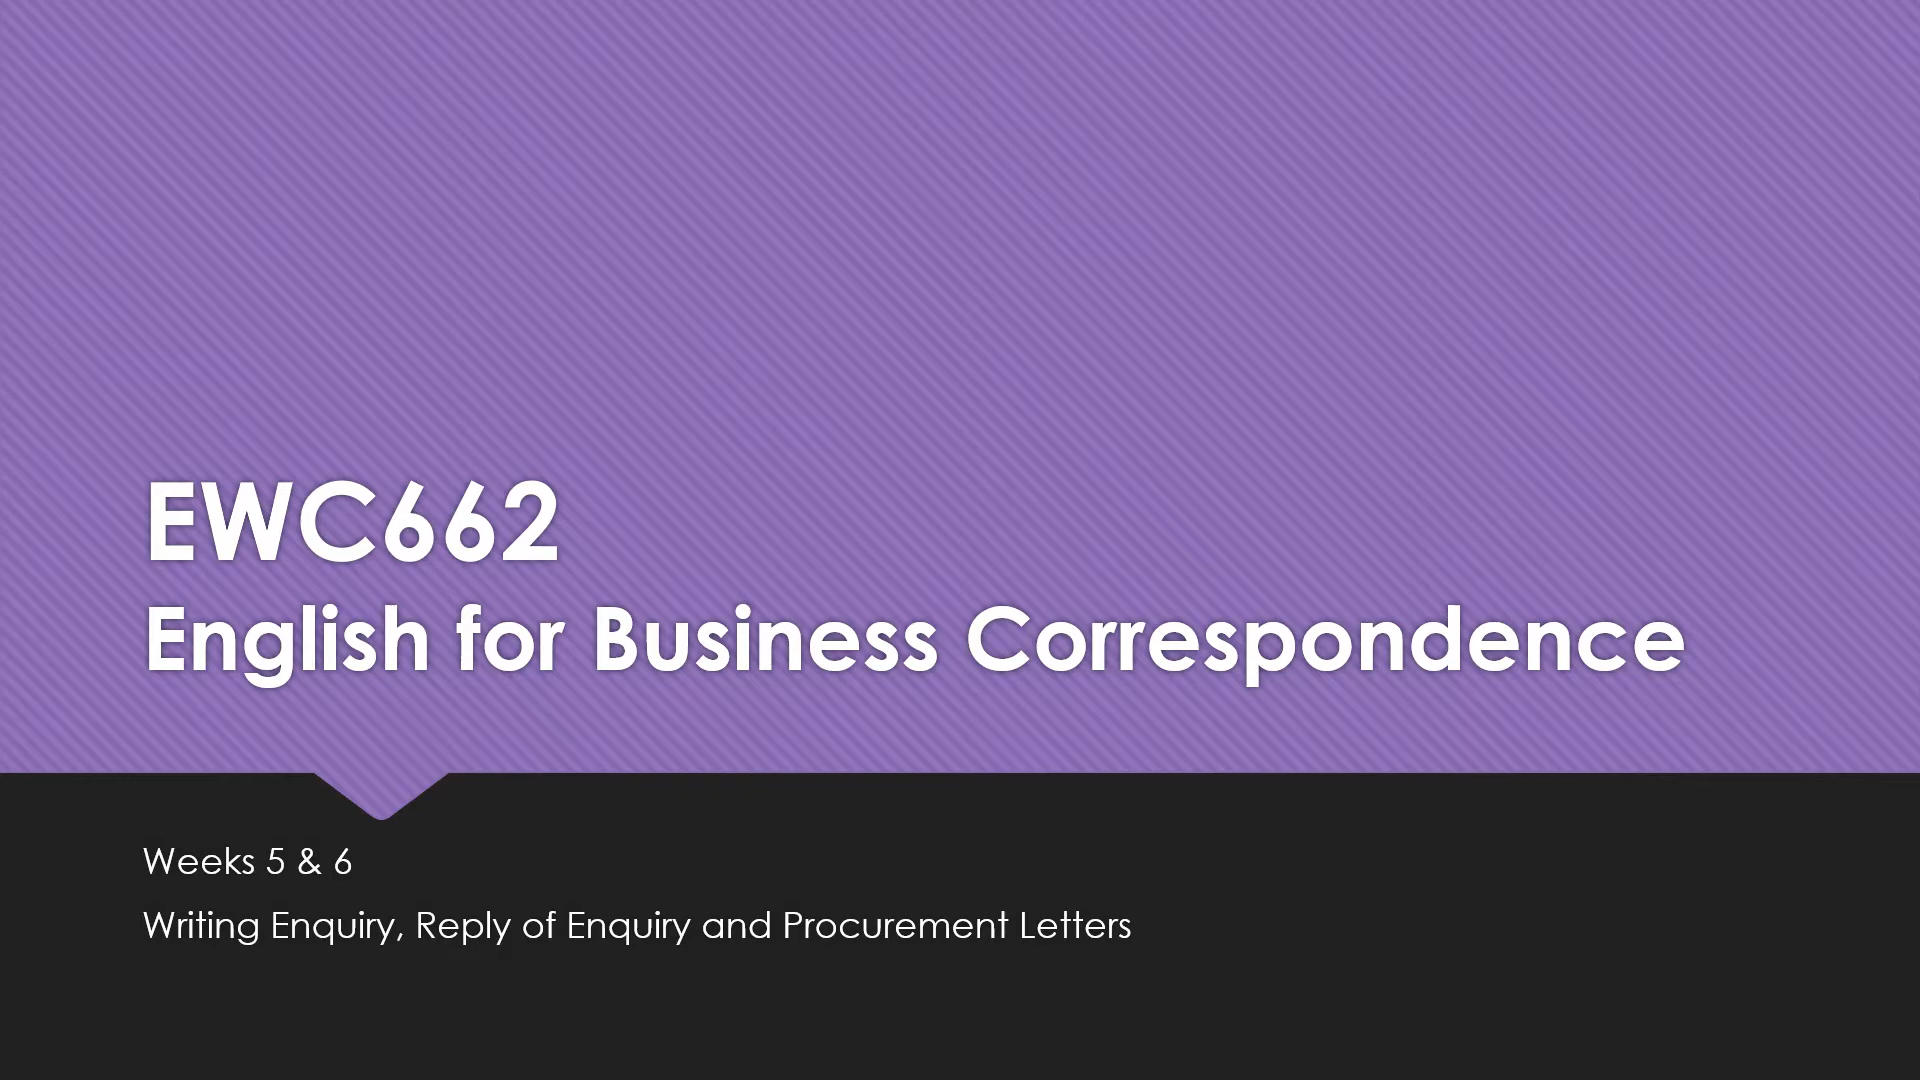 EWC662
English for Business Correspondence
Weeks 5 & 6
Writing Enquiry, Reply of Enquiry and Procurement Letters